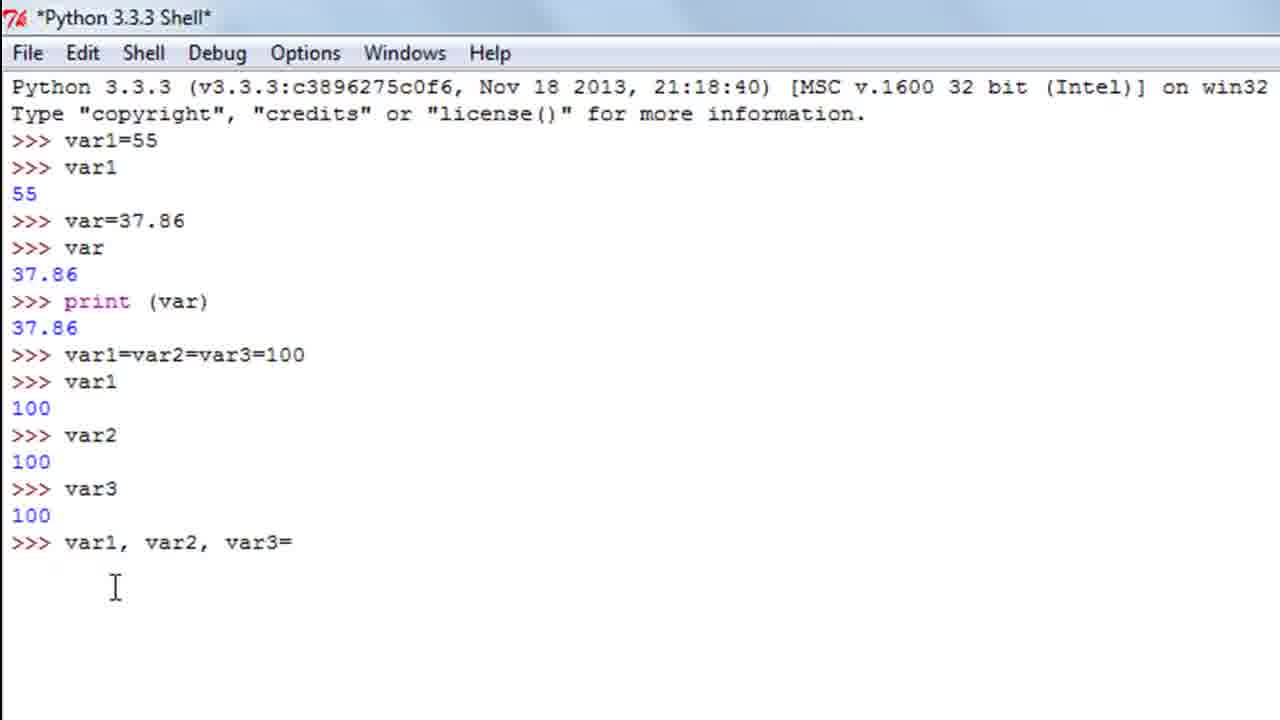 *Python 3.3.3 Shell*
File Edit Shell Debug Options Windows Help
Python 3.3.3 (v3.3.3:c3896275c0f6, Nov 18 2013, 21:18:40) [MSC v.1600 32 bit (Intel)] on win32
Type "copyright", "credits" or "license()" for more information.
>>> var1=55
>>> var1
55
>>> var=37.86
>>> var
37.86
>>> print (var)
37.86
>>> var1=var2=var3=100
>>> var1
100
>>> var2
100
>>> var3
100
>>> var1, var2, var3=